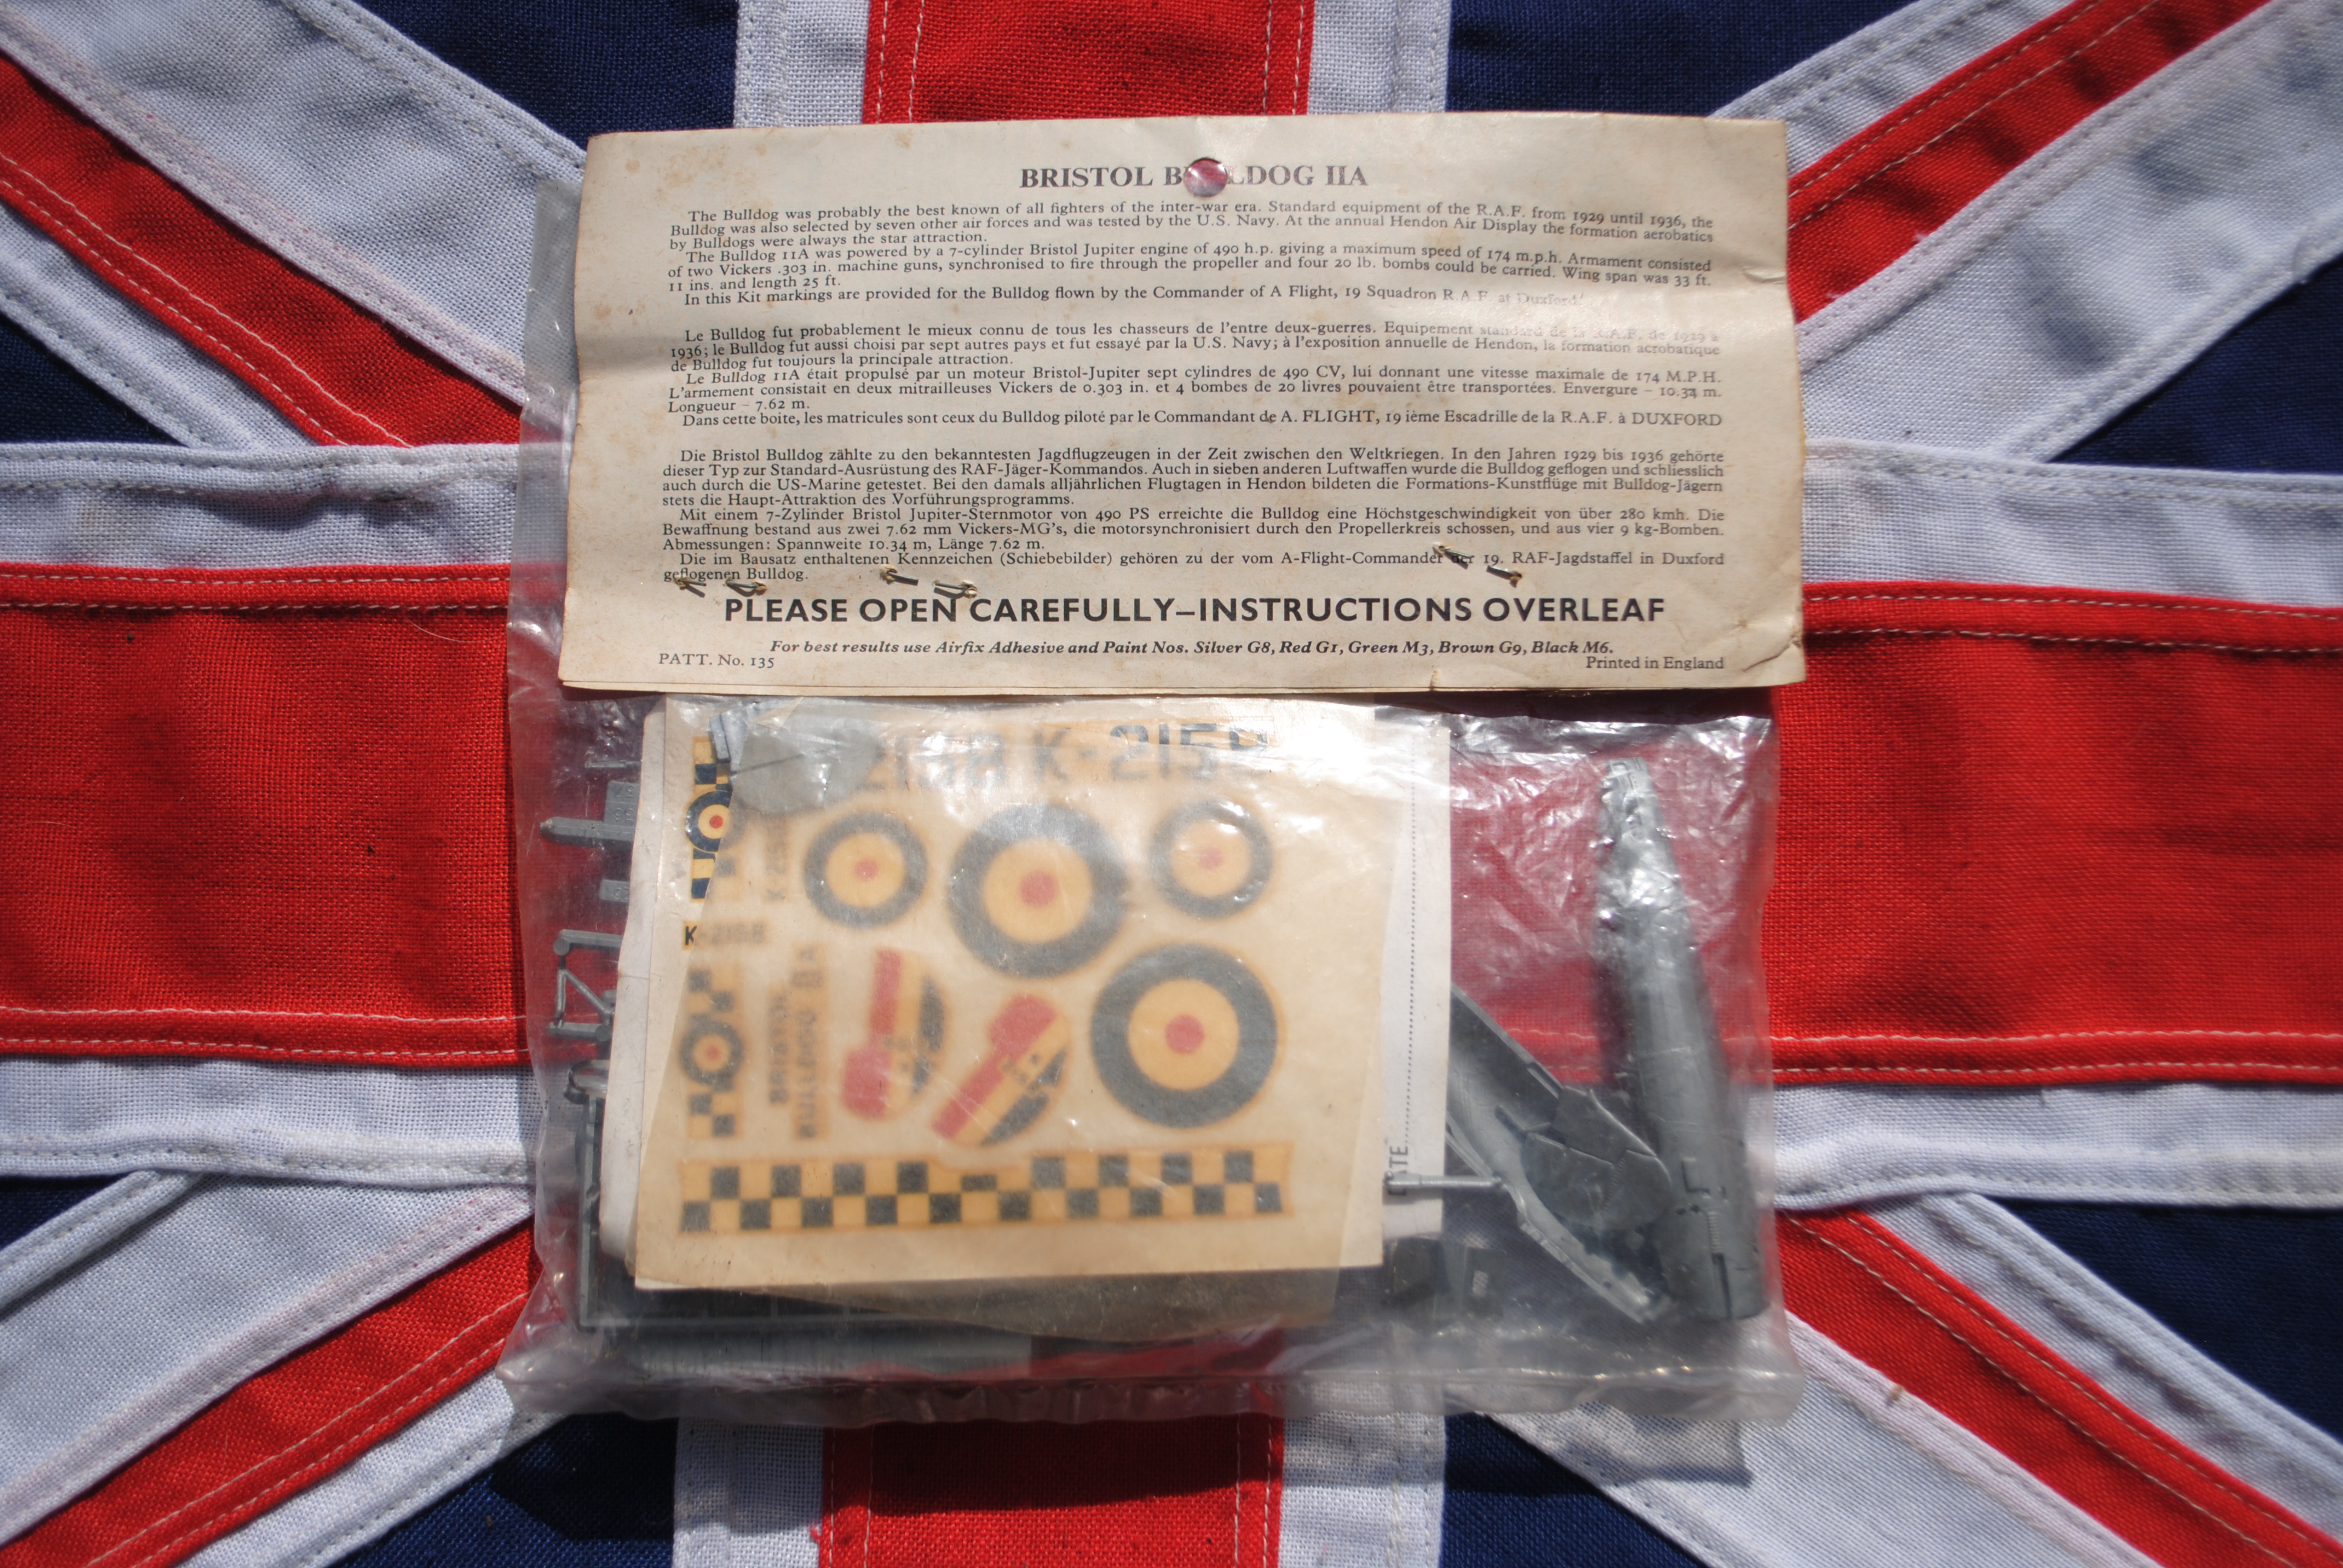 BRISTOL B LDOG IIA
The Bulldog was probably the best known of all fighters of the inter-war era. Standard equipment of the R.A.F. from 1929 until 1936, the
Bulldog was also selected by seven other air forces and was tested by the U.S. Navy. At the annual Hendon Air Display the formation aerobatics
by Bulldogs were always the star attraction.
The Bulldog 11A was powered by a 7-cylinder Bristol Jupiter engine of 490 h.p. giving a maximum speed of 174 m.p.h. Armament consisted
of two Vickers .303 in. machine guns, synchronised to fire through the propeller and four 20 lb. bombs could be carried. Wing span was 33 ft.
11 ins. and length 25 ft.
In this Kit markings are provided for the Bulldog flown by the Commander of A Flight, 19 Squadron R.A.F. at Duxford.
Le Bulldog fut probablement le mieux connu de tous les chasseurs de l'entre deux-guerres. Equipement standard de la R.A.F. de 1929 a
1936; le Bulldog fut aussi choisi par sept autres pays et fut essayé par la U.S. Navy; à l'exposition annuelle de Hendon, la formation acrobatique
de Bulldog fut toujours la principale attraction.
Le Bulldog 11A était propulsé par un moteur Bristol-Jupiter sept cylindres de 490 CV, lui donnant une vitesse maximale de 174 M.P.H.
L'armement consistait en deux mitrailleuses Vickers de 0.303 in. et 4 bombes de 20 livres pouvaient être transportées. Envergure – 10.34 m.
Longueur – 7.62 m.
Dans cette boite, les matricules sont ceux du Bulldog piloté par le Commandant de A. FLIGHT, 19 ième Escadrille de la R.A.F. à DUXFORD
Die Bristol Bulldog zählte zu den bekanntesten Jagdflugzeugen in der Zeit zwischen den Weltkriegen. In den Jahren 1929 bis 1936 gehörte
dieser Typ zur Standard-Ausrüstung des RAF-Jäger-Kommandos. Auch in sieben anderen Luftwaffen wurde die Bulldog geflogen und schliesslich
auch durch die US-Marine getestet. Bei den damals alljährlichen Flugtagen in Hendon bildeten die Formations-Kunstflüge mit Bulldog-Jägern
stets die Haupt-Attraktion des Vorführungsprogramms.
Mit einem 7-Zylinder Bristol Jupiter-Sternmotor von 490 PS erreichte die Bulldog eine Höchstgeschwindigkeit von über 280 kmh. Die
Bewaffnung bestand aus zwei 7.62 mm Vickers-MG's, die motorsynchronisiert durch den Propellerkreis schossen, und aus vier 9 kg-Bomben.
Abmessungen: Spannweite 10.34 m, Länge 7.62 m.
Die im Bausatz enthaltenen Kennzeichen (Schiebebilder) gehören zu der vom A-Flight-Commander der 19. RAF-Jagdstaffel in Duxford
geflogenen Bulldog.
PLEASE OPEN CAREFULLY–INSTRUCTIONS OVERLEAF
For best results use Airfix Adhesive and Paint Nos. Silver G8, Red G1, Green M3, Brown G9, Black M6.
PATT. No. 135
Printed in England
K-2159
BRISTOL
BULLDOG IIA